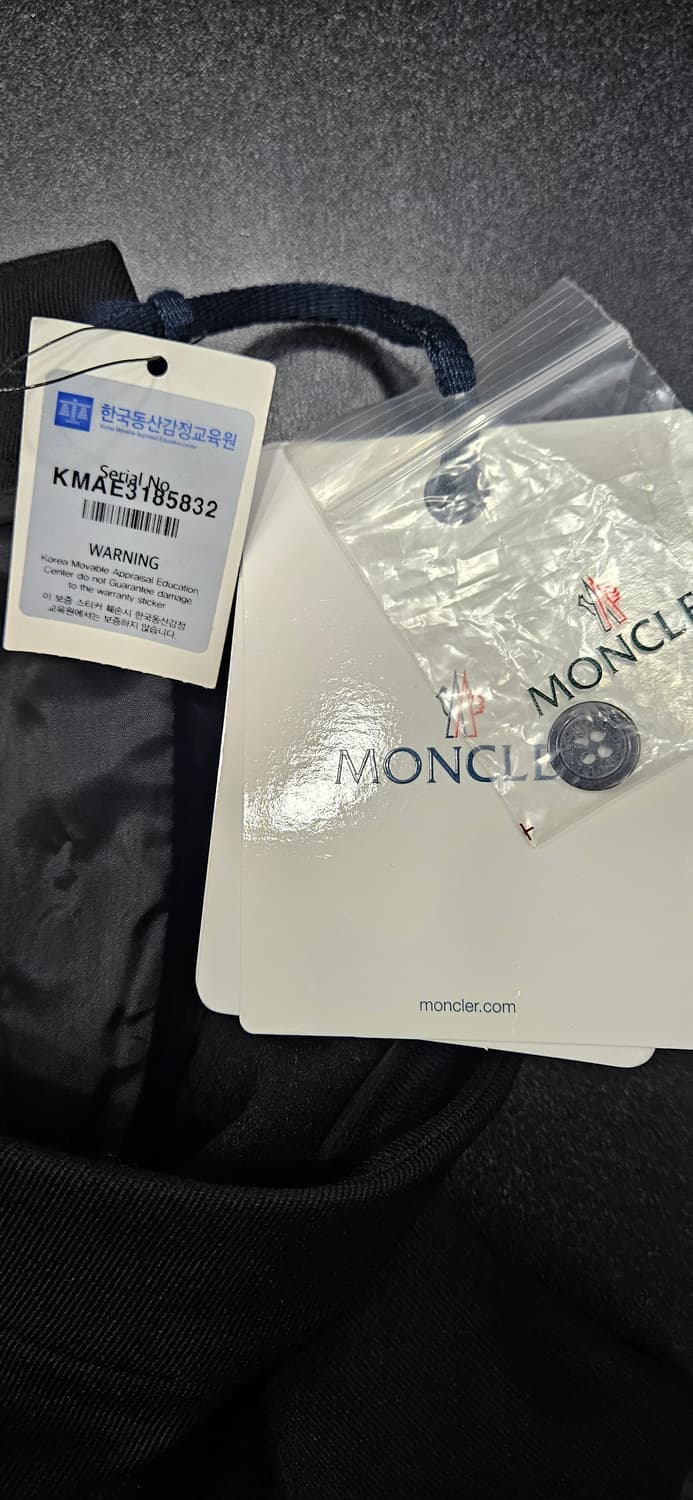 한국동산감정교육원
Korea Movable Appraisal Education Center
Serial No.
KMAE3185832
WARNING
Korea Movable Appraisal Education
Center do not Guarantee damage
to the warranty sticker
이 보증 스티커 훼손시 한국동산감정
교육원에서는 보증하지 않습니다.
MONCLE
MONCLE
moncler.com